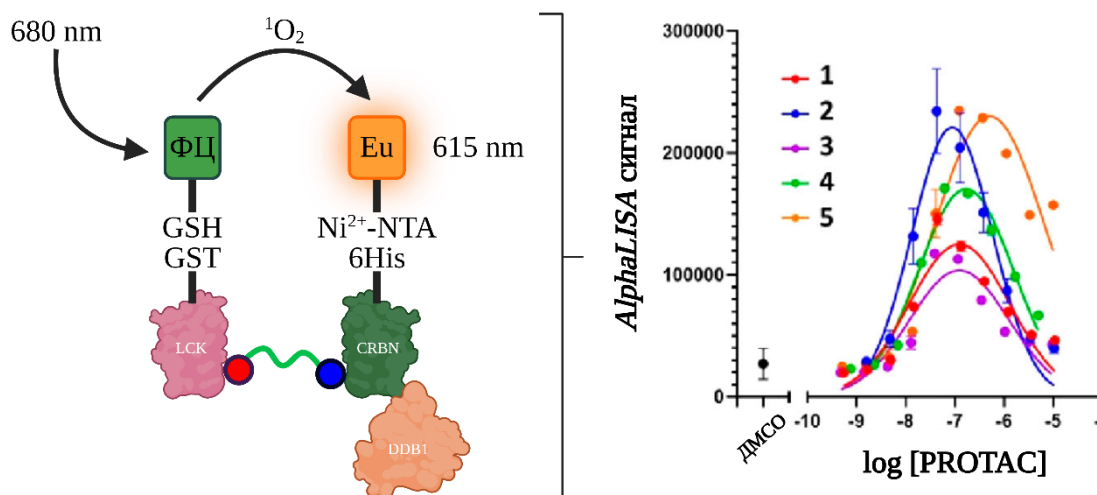 680 nm
¹O₂
ФЦ
Eu
615 nm
GSH
GST
Ni²⁺-NTA
6His
LCK
CRBN
DDB1
AlphaLISA сигнал
300000
200000
100000
0
1
2
3
4
5
ДМСО
-10
-9
-8
-7
-6
-5
log [PROTAC]